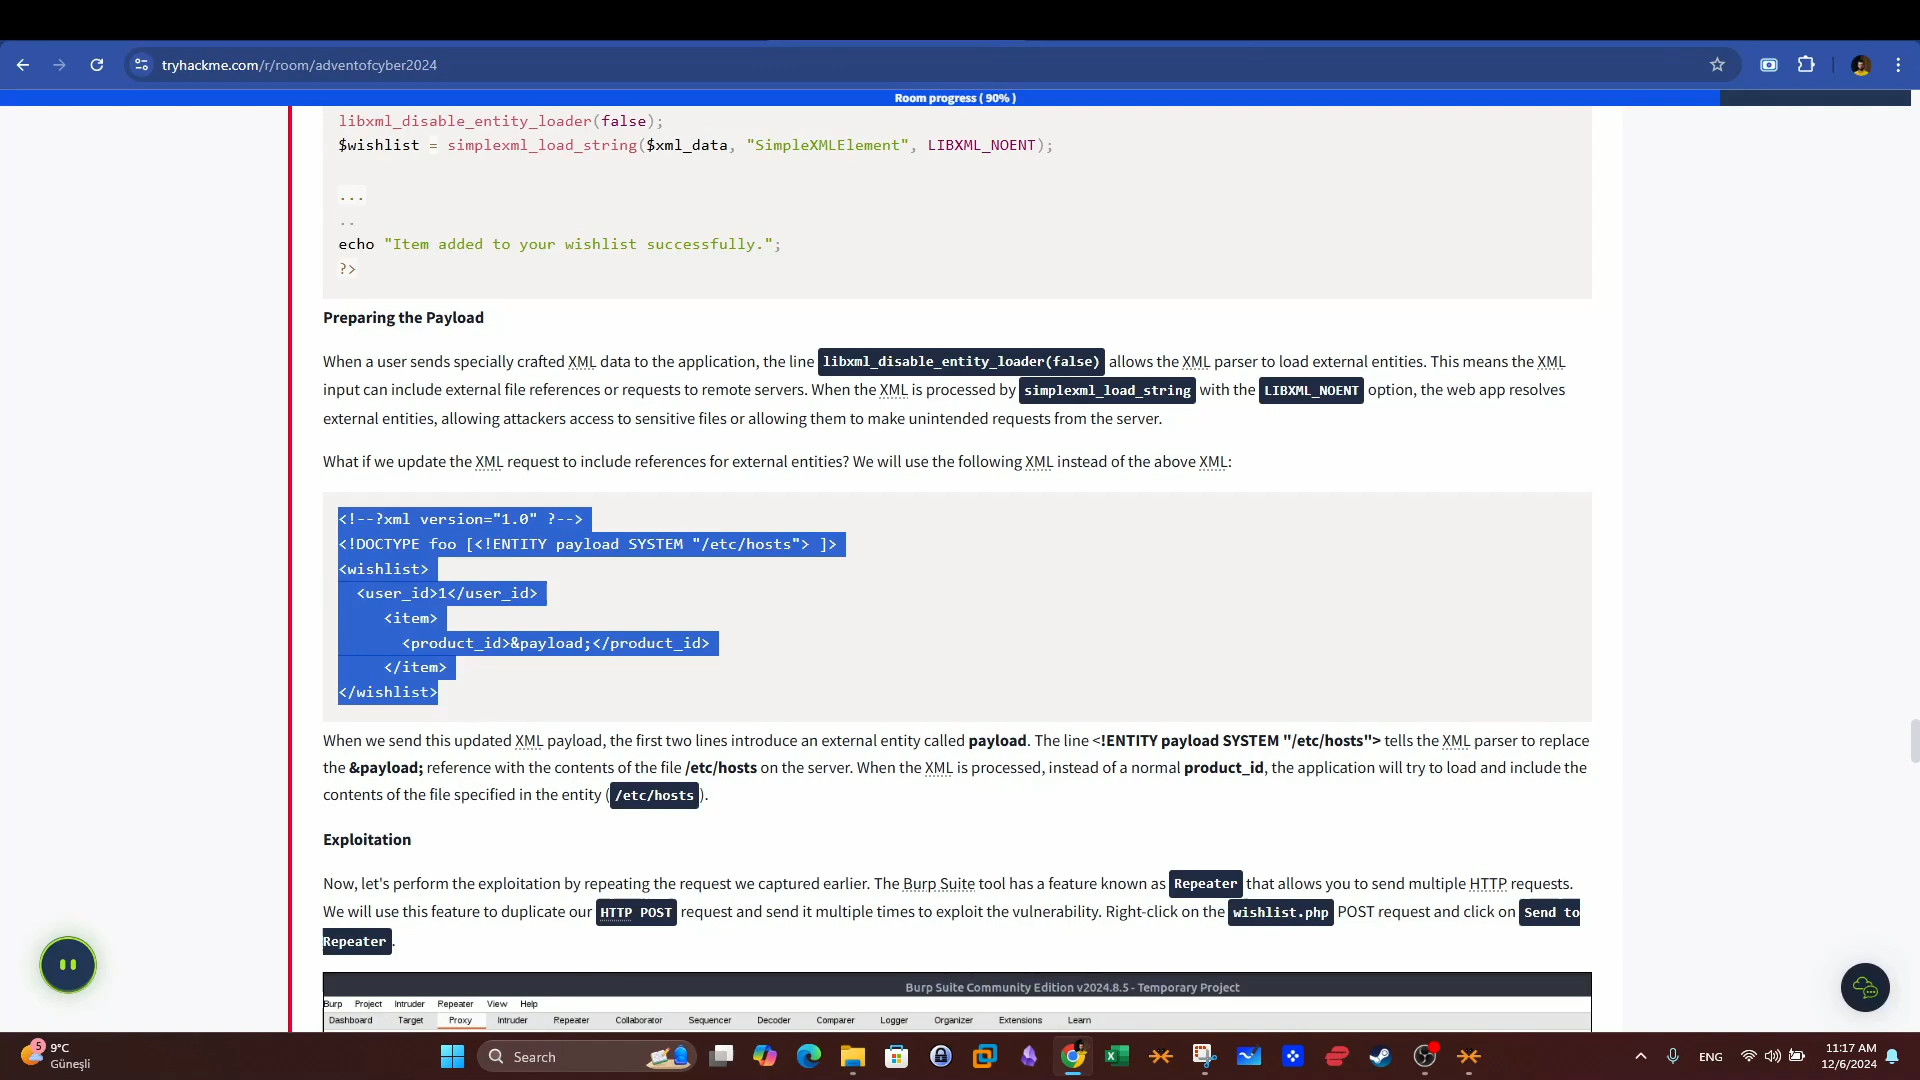 tryhackme.com/r/room/adventofcyber2024
Room progress ( 90% )
libxml_disable_entity_loader(false);
$wishlist = simplexml_load_string($xml_data, "SimpleXMLElement", LIBXML_NOENT);
...
..
echo "Item added to your wishlist successfully.";
?>
Preparing the Payload
When a user sends specially crafted XML data to the application, the line libxml_disable_entity_loader(false) allows the XML parser to load external entities. This means the XML
input can include external file references or requests to remote servers. When the XML is processed by simplexml_load_string with the LIBXML_NOENT option, the web app resolves
external entities, allowing attackers access to sensitive files or allowing them to make unintended requests from the server.
What if we update the XML request to include references for external entities? We will use the following XML instead of the above XML:
<!--?xml version="1.0" ?-->
<!DOCTYPE foo [<!ENTITY payload SYSTEM "/etc/hosts"> ]>
<wishlist>
<user_id>1</user_id>
<item>
<product_id>&payload;</product_id>
</item>
</wishlist>
When we send this updated XML payload, the first two lines introduce an external entity called payload. The line <!ENTITY payload SYSTEM "/etc/hosts"> tells the XML parser to replace
the &payload; reference with the contents of the file /etc/hosts on the server. When the XML is processed, instead of a normal product_id, the application will try to load and include the
contents of the file specified in the entity (/etc/hosts).
Exploitation
Now, let's perform the exploitation by repeating the request we captured earlier. The Burp Suite tool has a feature known as Repeater that allows you to send multiple HTTP requests.
We will use this feature to duplicate our HTTP POST request and send it multiple times to exploit the vulnerability. Right-click on the wishlist.php POST request and click on Send to
Repeater.
Burp Suite Community Edition v2024.8.5 - Temporary Project
Burp Project Intruder Repeater View Help
Dashboard Target Proxy Intruder Repeater Collaborator Sequencer Decoder Comparer Logger Organizer Extensions Learn
5
9°C
Güneşli
Search
ENG
11:17 AM
12/6/2024